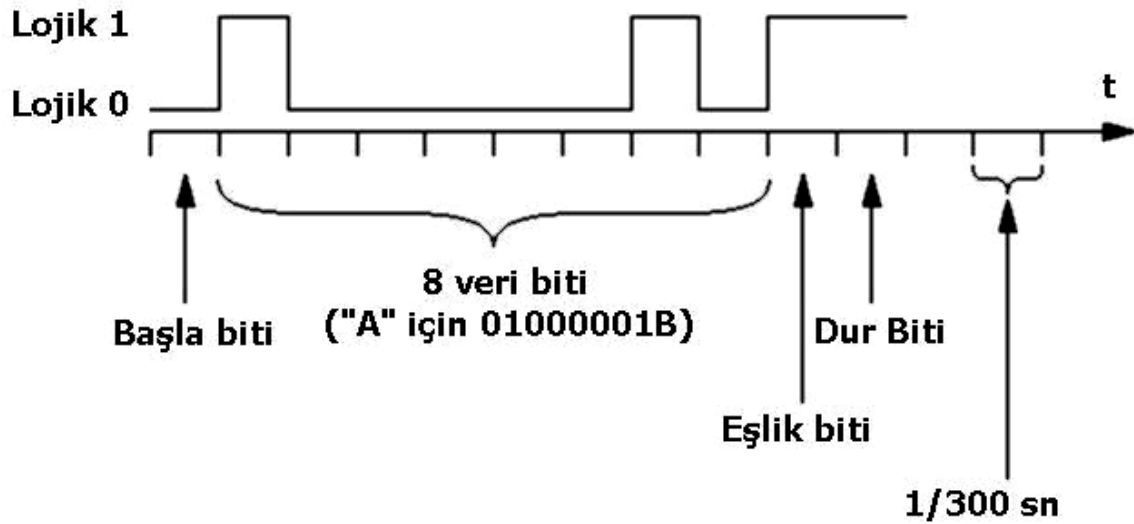 Lojik 1
Lojik 0
t
8 veri biti
("A" için 01000001B)
Başla biti
Dur Biti
Eşlik biti
1/300 sn